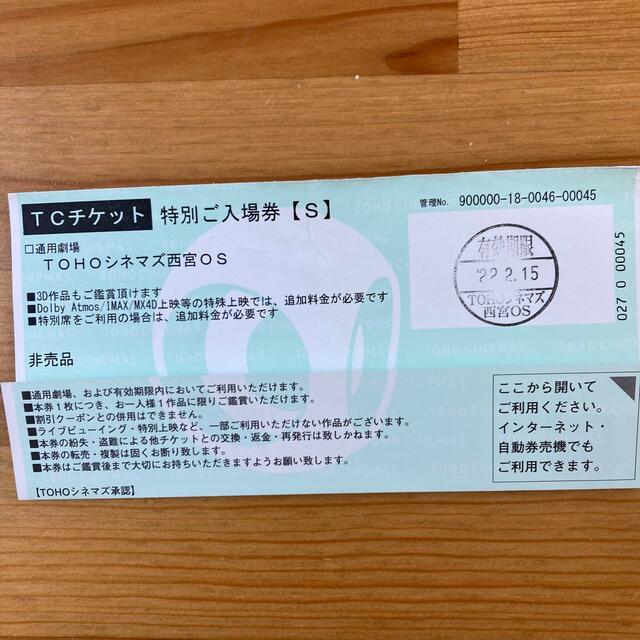 TCチケット 特別ご入場券【S】
管理No. 900000-18-0046-00045
□通用劇場
TOHOシネマズ西宮OS
■3D作品もご鑑賞頂けます
■Dolby Atmos/IMAX/MX4D上映等の特殊上映では、追加料金が必要です
■特別席をご利用の場合は、追加料金が必要です
非売品
有効期限
'22.2.15
TOHOシネマズ
西宮OS
027 0 00045
TOHO CINEMAS
■通用劇場、および有効期限内においてご利用いただけます。
■本券1枚につき、お一人様1作品に限りご鑑賞いただけます。
■割引クーポンとの併用はできません。
■ライブビューイング・特別上映など、一部ご利用いただけない作品がございます。
■本券の紛失・盗難による他チケットとの交換・返金・再発行は致しかねます。
■本券の転売・複製は固くお断り致します。
■本券はご鑑賞後まで大切にお持ちいただきますようお願い致します。
【TOHOシネマズ承認】
ここから開いて
ご利用ください。
インターネット・
自動券売機でも
ご利用できます。